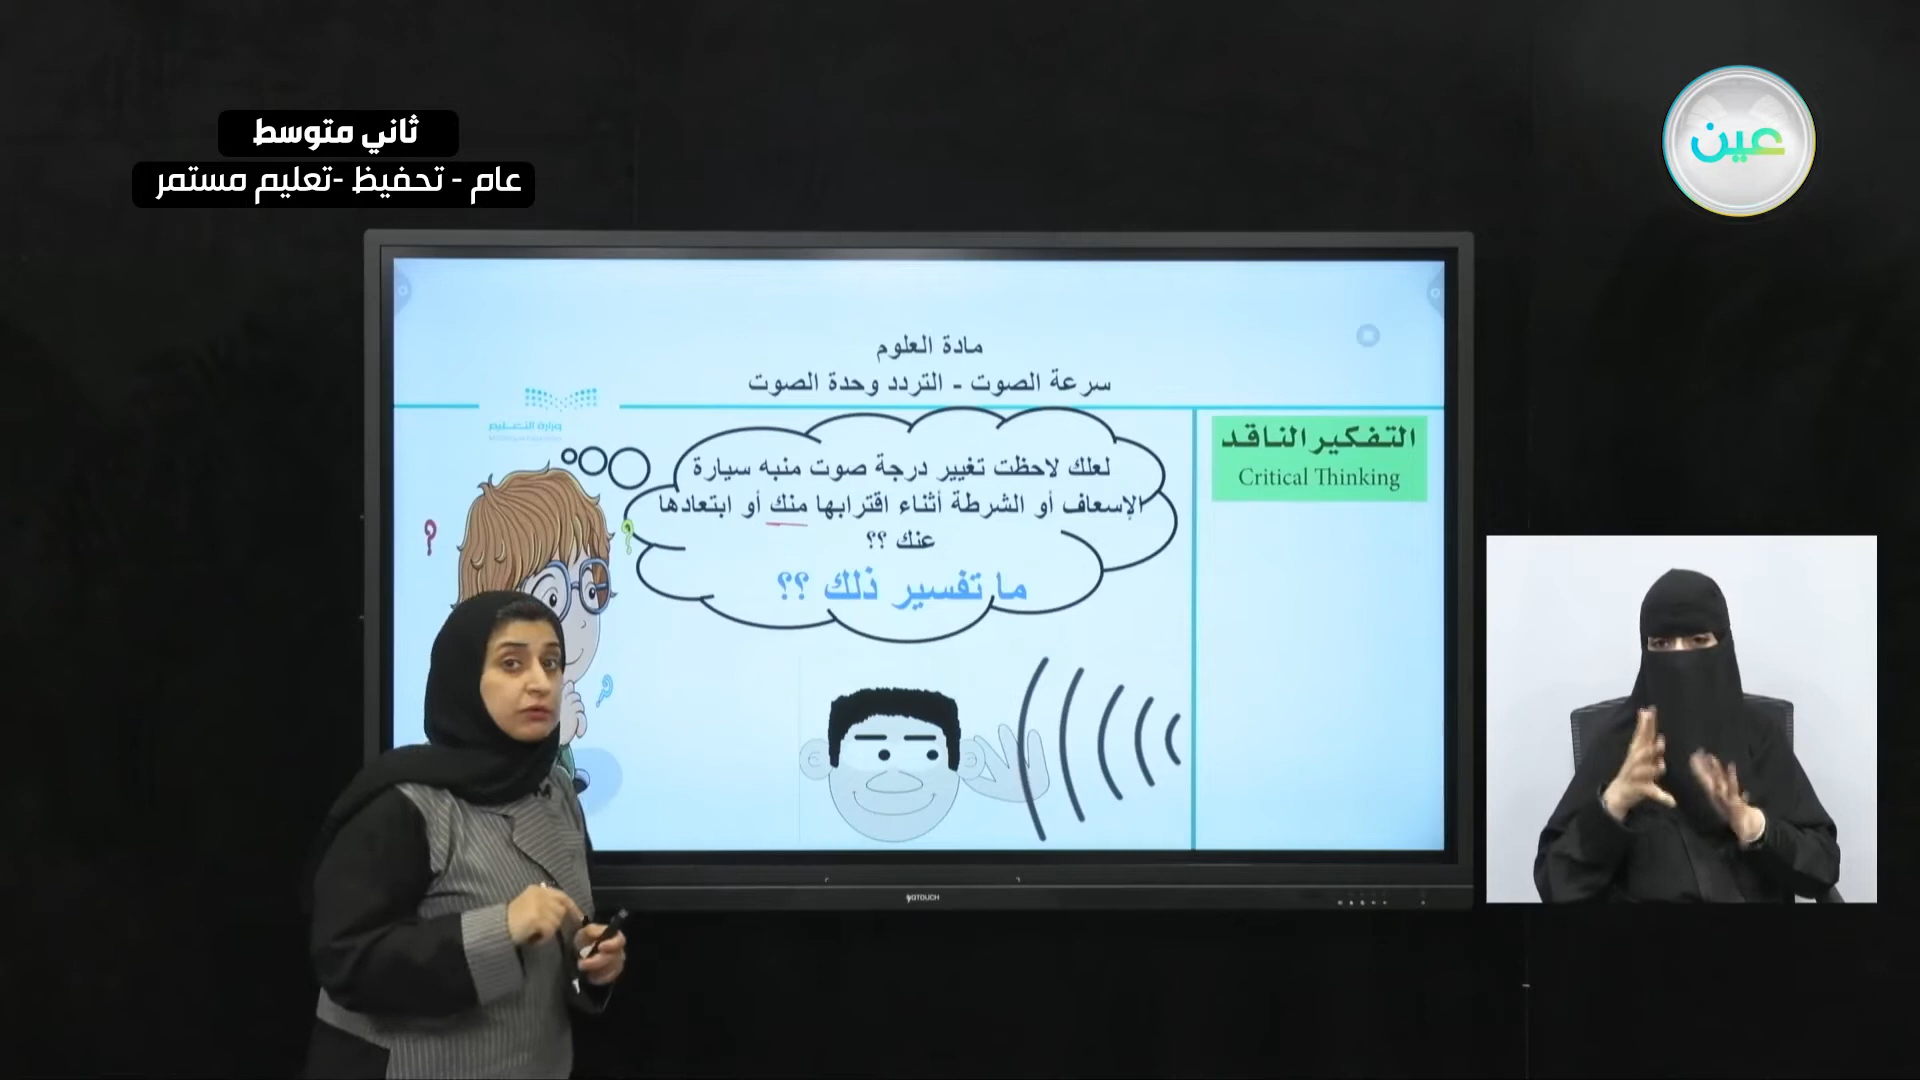 ثاني متوسط
عام - تحفيظ -تعليم مستمر
عين
مادة العلوم
سرعة الصوت - التردد وحدة الصوت
وزارة التعـليم
التفكير الناقد
Critical Thinking
لعلك لاحظت تغيير درجة صوت منبه سيارة
الإسعاف أو الشرطة أثناء اقترابها منك أو ابتعادها
عنك ؟؟
ما تفسير ذلك ؟؟